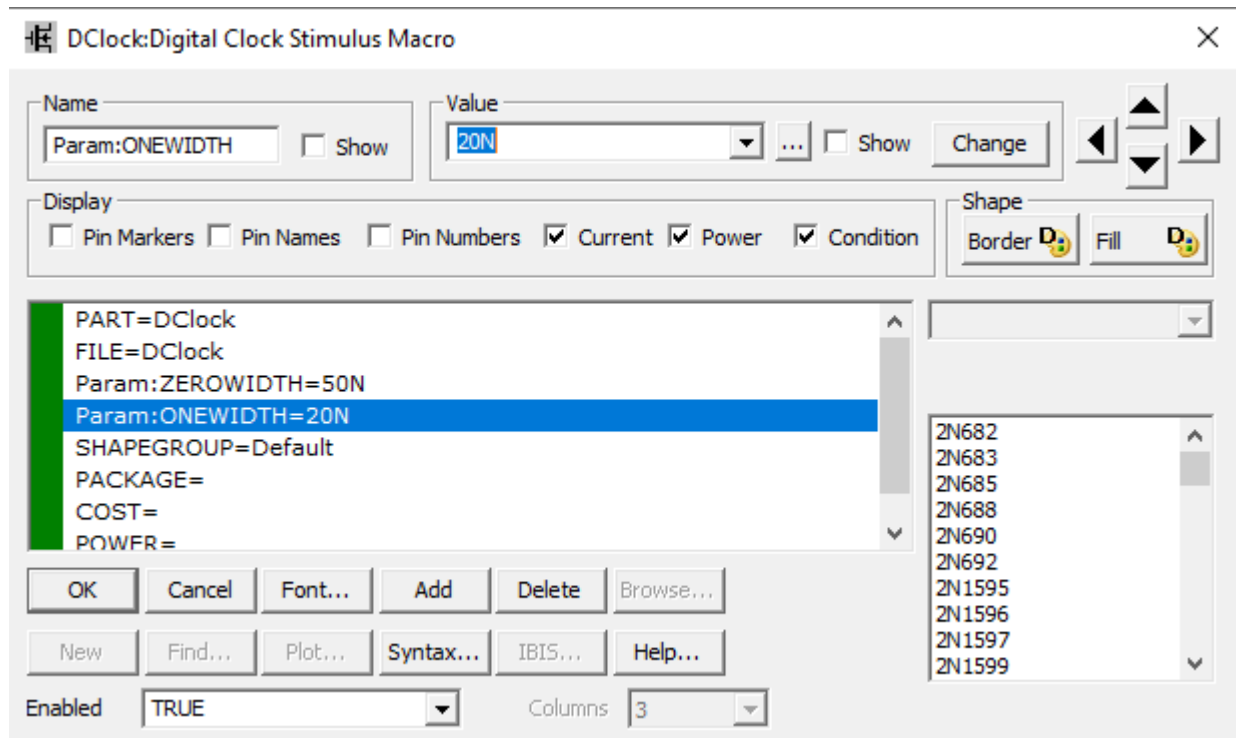 DClock:Digital Clock Stimulus Macro
Name
Param:ONEWIDTH
Show
Value
20N
...
Show
Change
Display
Pin Markers
Pin Names
Pin Numbers
Current
Power
Condition
Shape
Border
Fill
PART=DClock
FILE=DClock
Param:ZEROWIDTH=50N
Param:ONEWIDTH=20N
SHAPEGROUP=Default
PACKAGE=
COST=
POWER=
2N682
2N683
2N685
2N688
2N690
2N692
2N1595
2N1596
2N1597
2N1599
OK
Cancel
Font...
Add
Delete
Browse...
New
Find...
Plot...
Syntax...
IBIS...
Help...
Enabled
TRUE
Columns
3